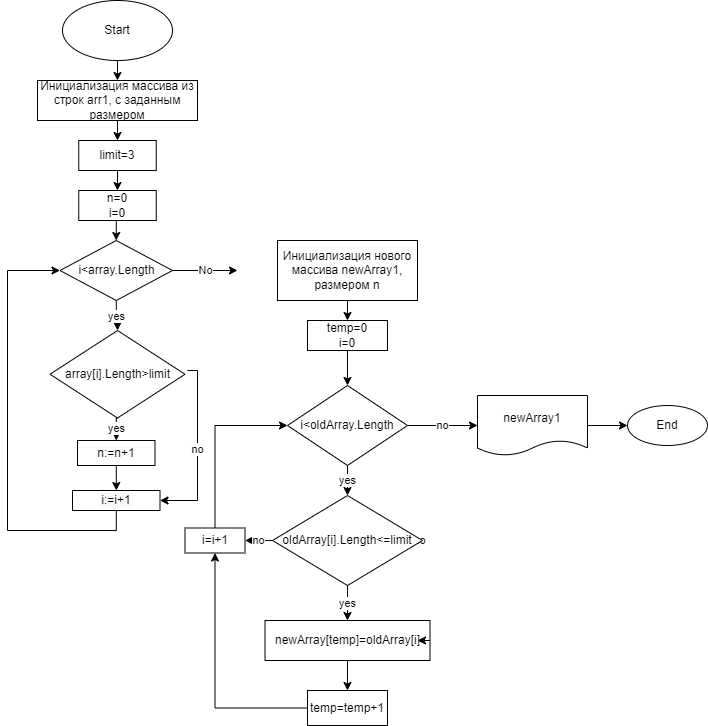 Start
Инициализация массива из
строк arr1, с заданным
размером
limit=3
n=0
i=0
i<array.Length
No
yes
array[i].Length>limit
yes
no
n:=n+1
i:=i+1
Инициализация нового
массива newArray1,
размером n
temp=0
i=0
i<oldArray.Length
no
newArray1
End
yes
oldArray[i].Length<=limit
no
i=i+1
yes
newArray[temp]=oldArray[i]
temp=temp+1